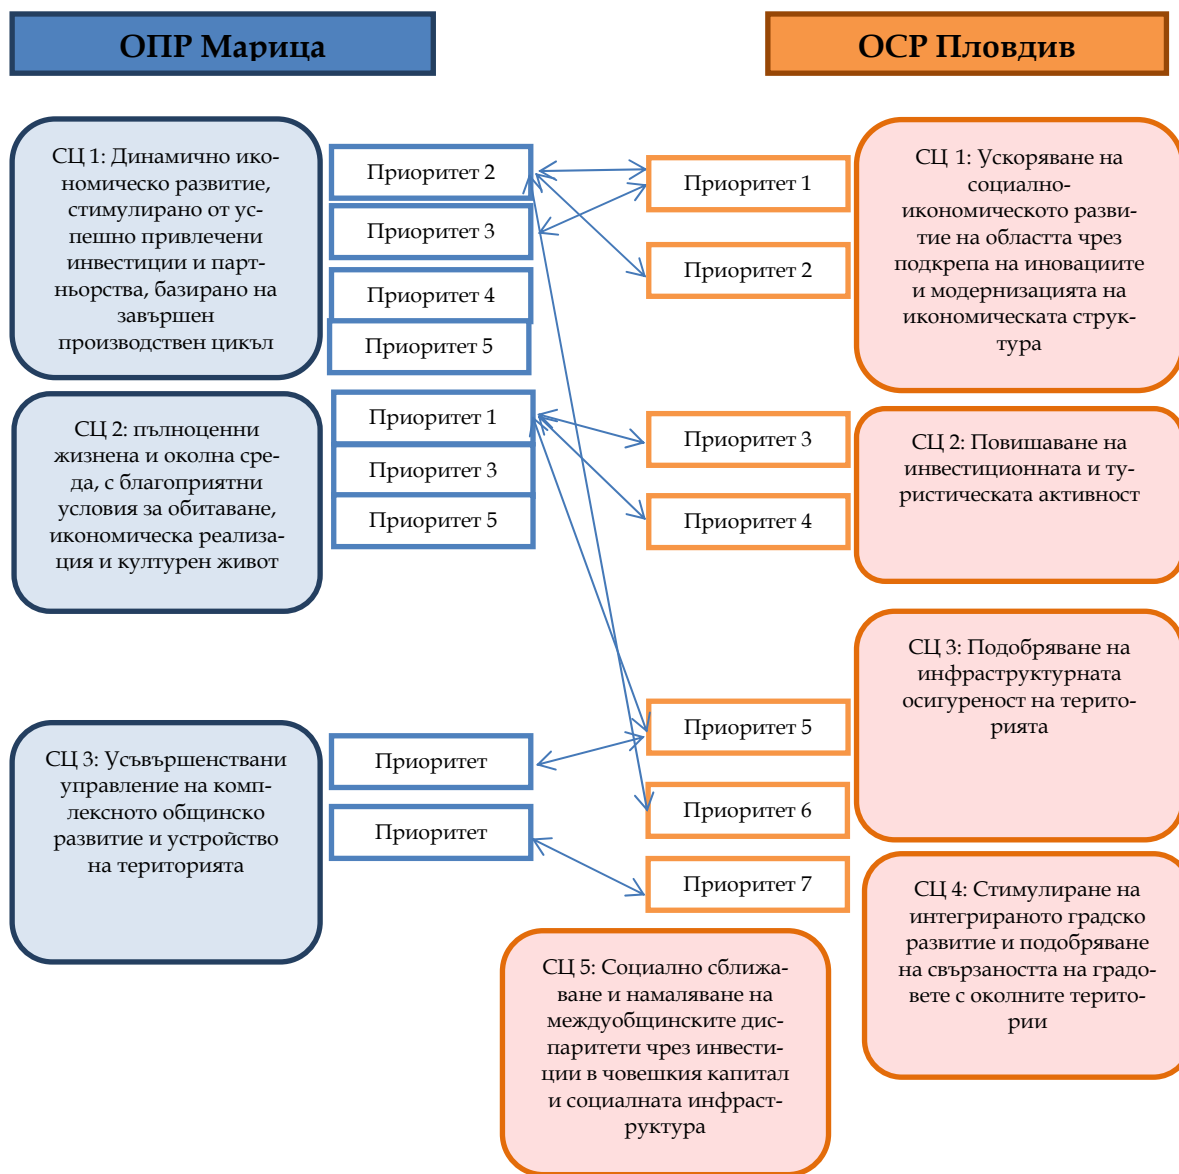 ОПР Марица
ОСР Пловдив
СЦ 1: Динамично ико-
номическо развитие,
стимулирано от ус-
пешно привлечени
инвестиции и парт-
ньорства, базирано на
завършен
производствен цикъл
Приоритет 2
Приоритет 3
Приоритет 4
Приоритет 5
Приоритет 1
Приоритет 2
СЦ 1: Ускоряване на
социално-
икономическото разви-
тие на областта чрез
подкрепа на иновациите
и модернизацията на
икономическата струк-
тура
СЦ 2: пълноценни
жизнена и околна сре-
да, с благоприятни
условия за обитаване,
икономическа реализа-
ция и културен живот
Приоритет 1
Приоритет 3
Приоритет 5
Приоритет 3
Приоритет 4
СЦ 2: Повишаване на
инвестиционната и ту-
ристическата активност
СЦ 3: Подобряване на
инфраструктурната
осигуреност на терито-
рията
СЦ 3: Усъвършенствани
управление на комп-
лексното общинско
развитие и устройство
на територията
Приоритет
Приоритет
Приоритет 5
Приоритет 6
Приоритет 7
СЦ 4: Стимулиране на
интегрираното градско
развитие и подобряване
на свързаността на градо-
вете с околните терито-
рии
СЦ 5: Социално сближа-
ване и намаляване на
междуобщинските дис-
паритети чрез инвести-
ции в човешкия капитал
и социалната инфраст-
руктура